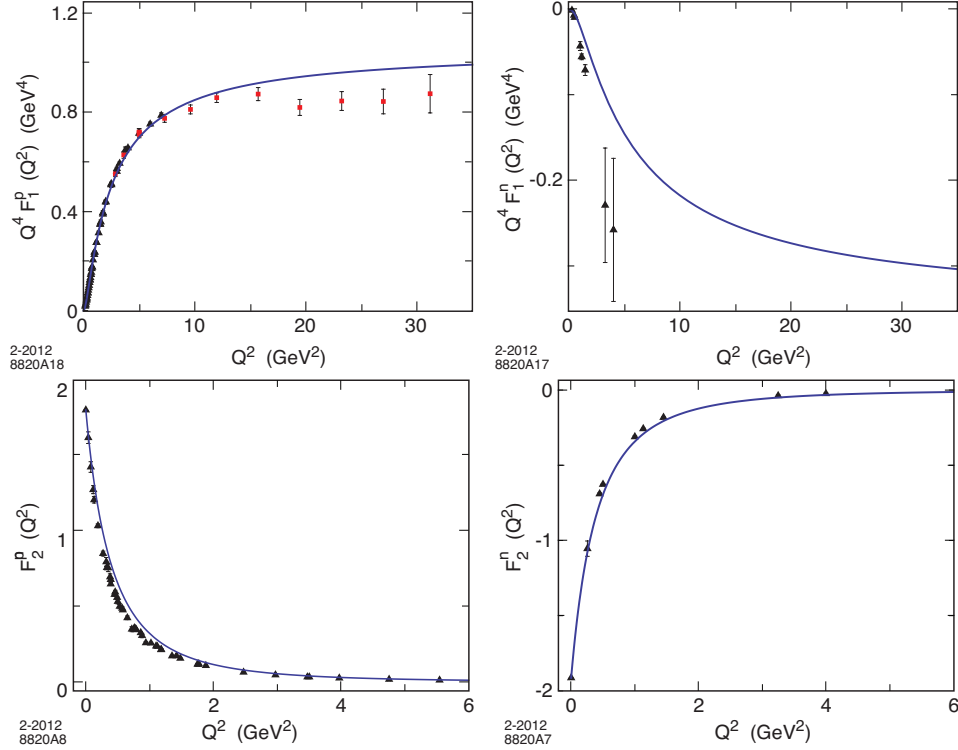 1.2
0.8
0.4
0
Q⁴ F₁ᵖ (Q²) (GeV⁴)
0 10 20 30
2-2012
8820A18
Q² (GeV²)
0
-0.2
Q⁴ F₁ⁿ (Q²) (GeV⁴)
0 10 20 30
2-2012
8820A17
Q² (GeV²)
2
1
0
F₂ᵖ (Q²)
0 2 4 6
2-2012
8820A8
Q² (GeV²)
0
-1
-2
F₂ⁿ (Q²)
0 2 4 6
2-2012
8820A7
Q² (GeV²)